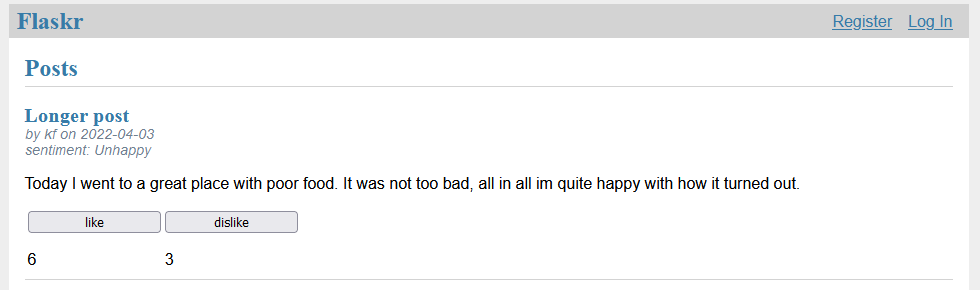 Flaskr Register Log In
Posts
Longer post
by kf on 2022-04-03
sentiment: Unhappy
Today I went to a great place with poor food. It was not too bad, all in all im quite happy with how it turned out.
like dislike
6 3